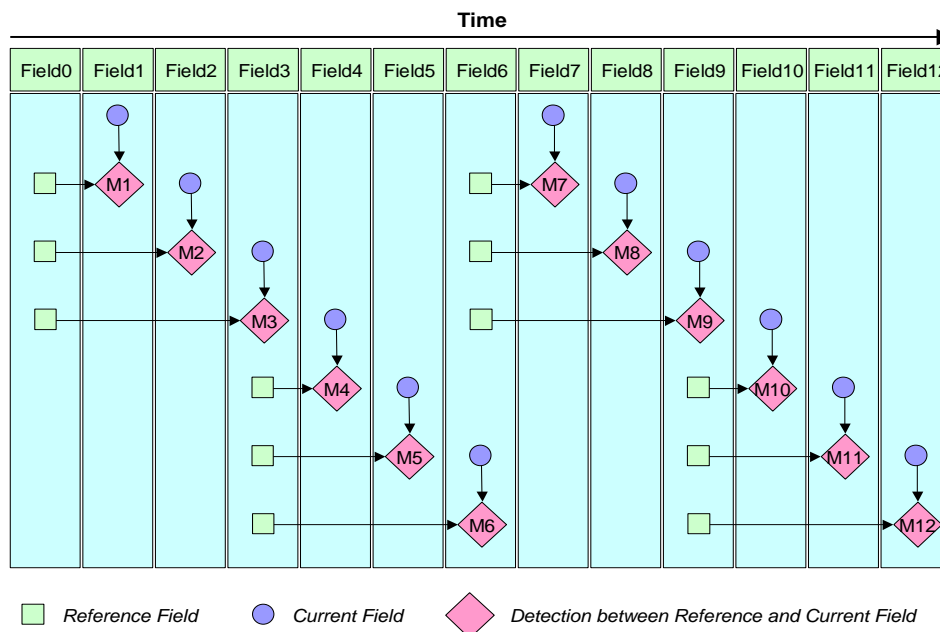 Time
Field0 Field1 Field2 Field3 Field4 Field5 Field6 Field7 Field8 Field9 Field10 Field11 Field12
M1 M7
M2 M8
M3 M9
M4 M10
M5 M11
M6 M12
Reference Field Current Field Detection between Reference and Current Field